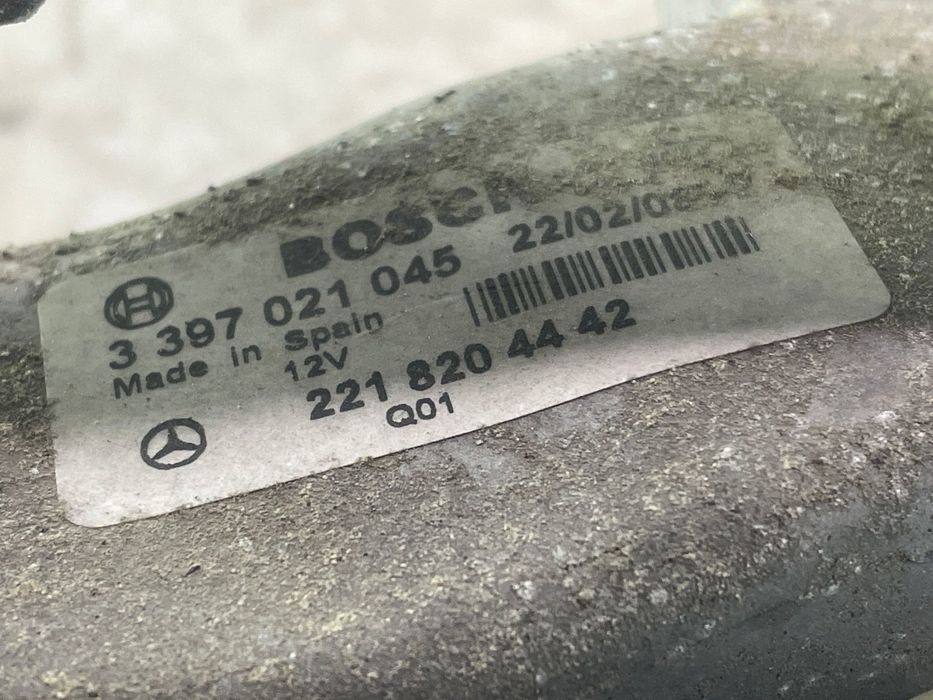 BOSCH
3 397 021 045
22/02/0
Made in Spain
12V
221 820 44 42
Q01